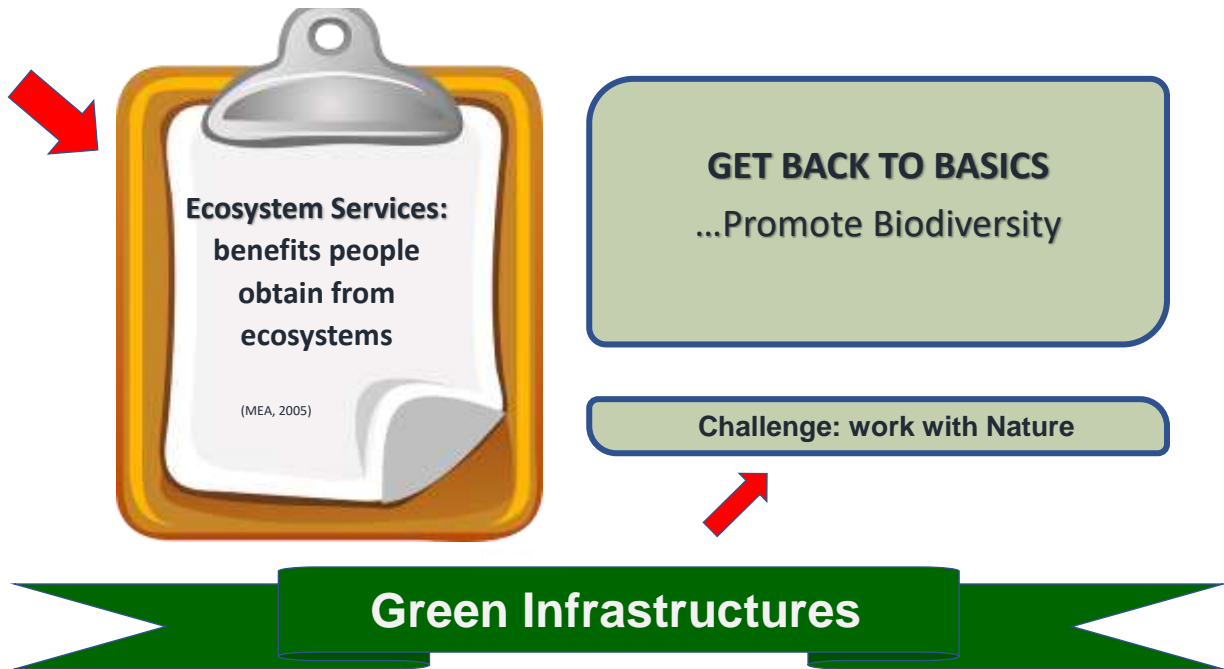 Ecosystem Services:
benefits people
obtain from
ecosystems
(MEA, 2005)
GET BACK TO BASICS
...Promote Biodiversity
Challenge: work with Nature
Green Infrastructures